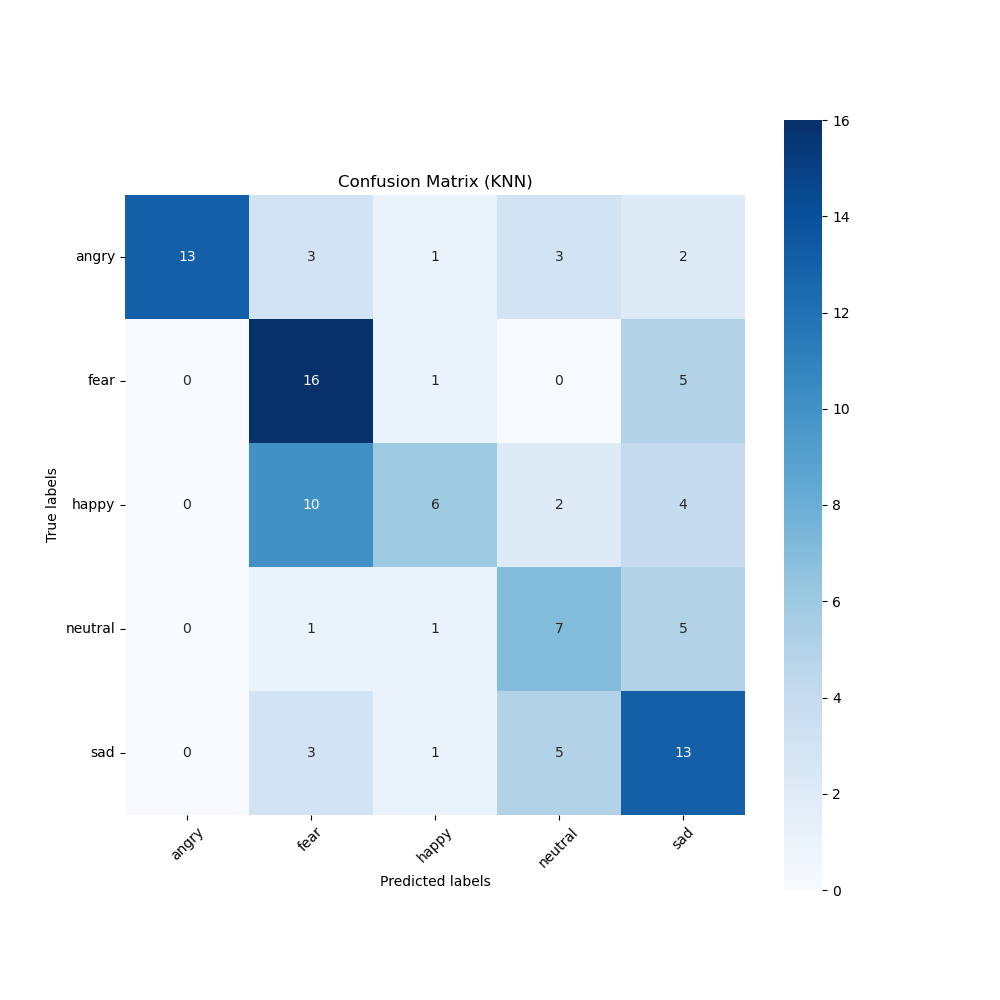 Confusion Matrix (KNN)
angry 13 3 1 3 2
fear 0 16 1 0 5
happy 0 10 6 2 4
neutral 0 1 1 7 5
sad 0 3 1 5 13
angry fear happy neutral sad
Predicted labels
True labels
16
14
12
10
8
6
4
2
0